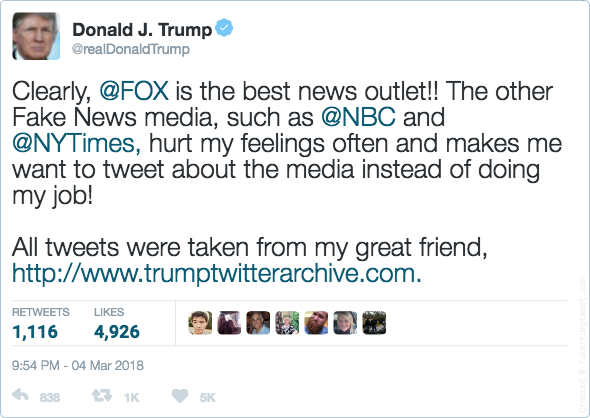 Donald J. Trump
@realDonaldTrump
Clearly, @FOX is the best news outlet!! The other
Fake News media, such as @NBC and
@NYTimes, hurt my feelings often and makes me
want to tweet about the media instead of doing
my job!
All tweets were taken from my great friend,
http://www.trumptwitterarchive.com.
RETWEETS LIKES
1,116 4,926
9:54 PM - 04 Mar 2018
838 1K 5K
Created @ faketrumptweet.com